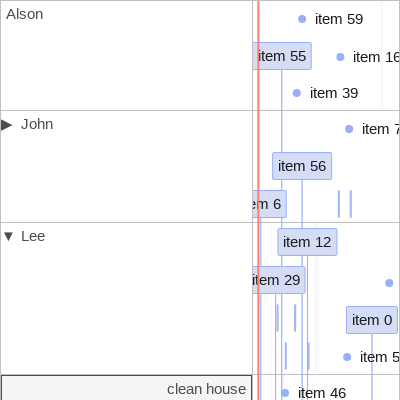 Alson
item 59
item 55
item 16
item 39
▶ John
item 7
item 56
em 6
▼ Lee
item 12
item 29
item 0
item 5
clean house
item 46